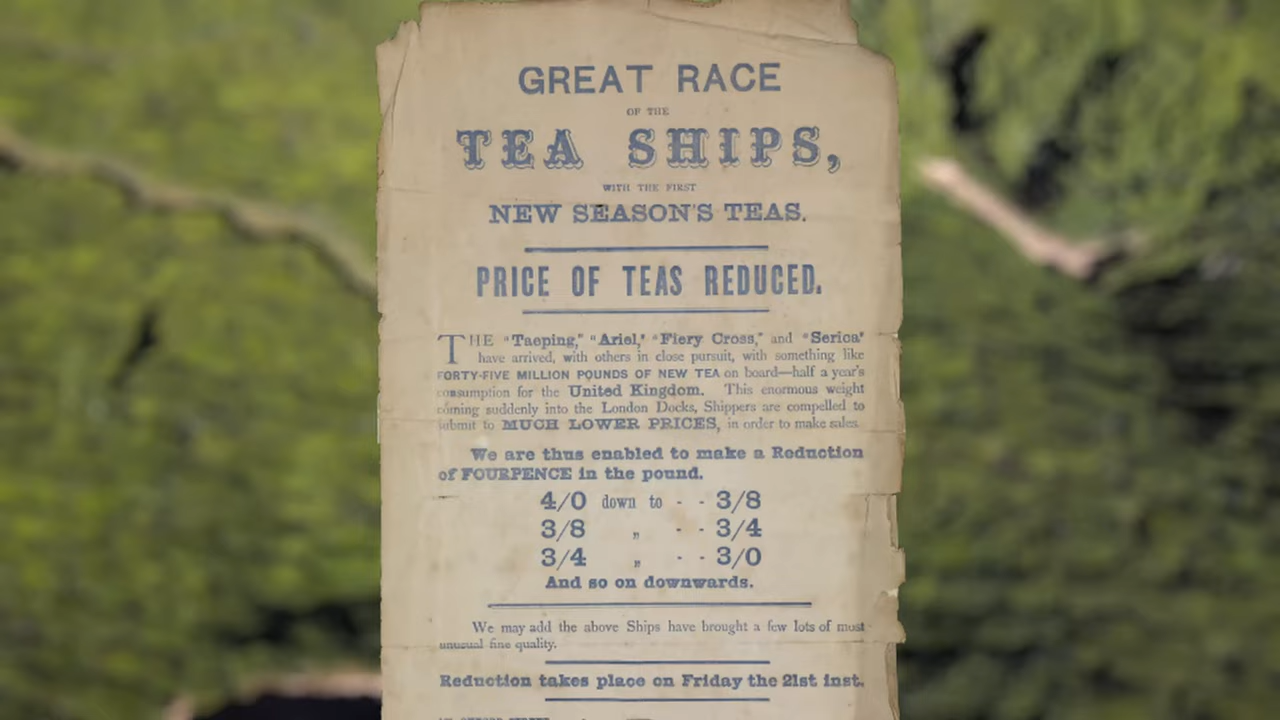 GREAT RACE
OF THE
TEA SHIPS,
WITH THE FIRST
NEW SEASON'S TEAS.
PRICE OF TEAS REDUCED.
THE "Taeping," "Ariel," "Fiery Cross," and "Serica"
have arrived, with others in close pursuit, with something like
FORTY-FIVE MILLION POUNDS OF NEW TEA on board—half a year's
consumption for the United Kingdom. This enormous weight
coming suddenly into the London Docks, Shippers are compelled to
submit to MUCH LOWER PRICES, in order to make sales.
We are thus enabled to make a Reduction
of FOURPENCE in the pound.
4/0 down to - - 3/8
3/8 „ - - 3/4
3/4 „ - - 3/0
And so on downwards.
We may add the above Ships have brought a few lots of most
unusual fine quality.
Reduction takes place on Friday the 21st inst.